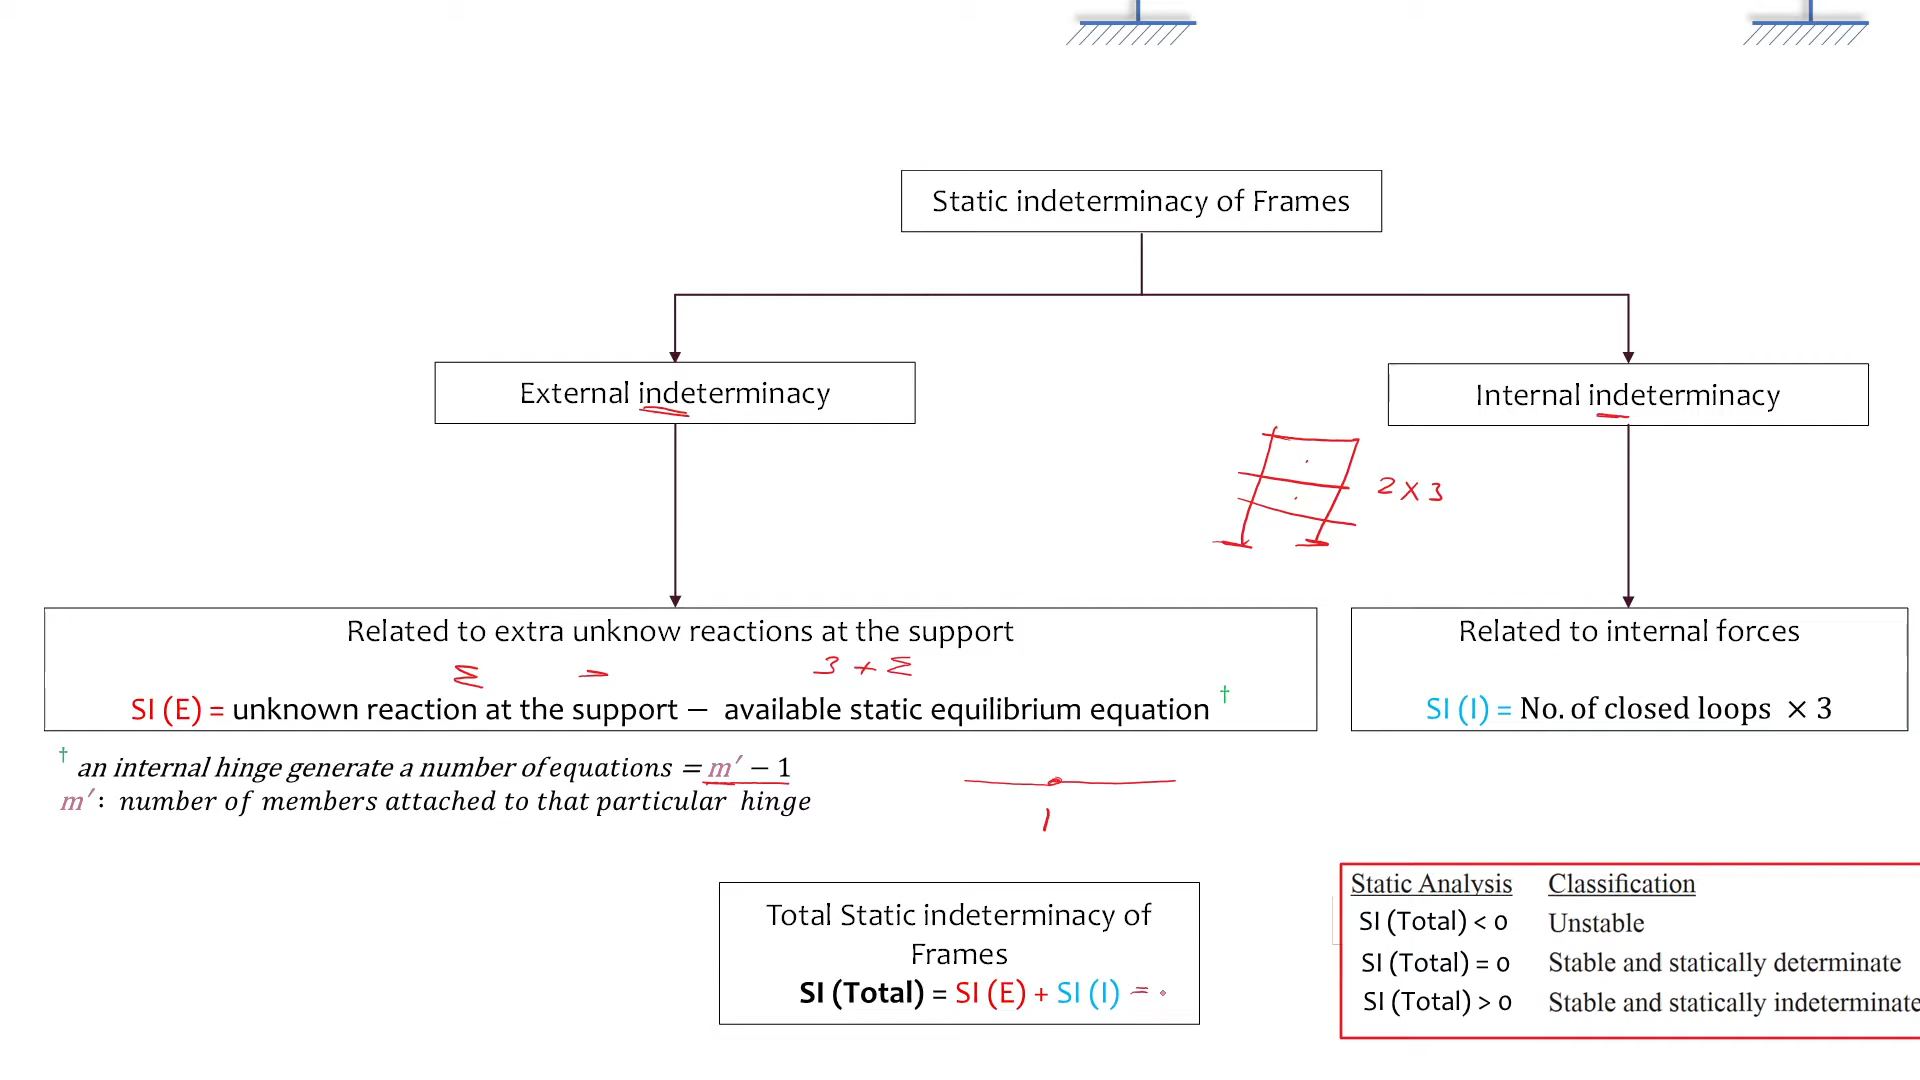 Static indeterminacy of Frames
External indeterminacy
Internal indeterminacy
2 × 3
Related to extra unknow reactions at the support
Σ − 3 + Σ
SI (E) = unknown reaction at the support − available static equilibrium equation †
Related to internal forces
SI (I) = No. of closed loops × 3
† an internal hinge generate a number of equations = m′ − 1
m′: number of members attached to that particular hinge
1
Total Static indeterminacy of
Frames
SI (Total) = SI (E) + SI (I) =
Static Analysis Classification
SI (Total) < 0 Unstable
SI (Total) = 0 Stable and statically determinate
SI (Total) > 0 Stable and statically indeterminate